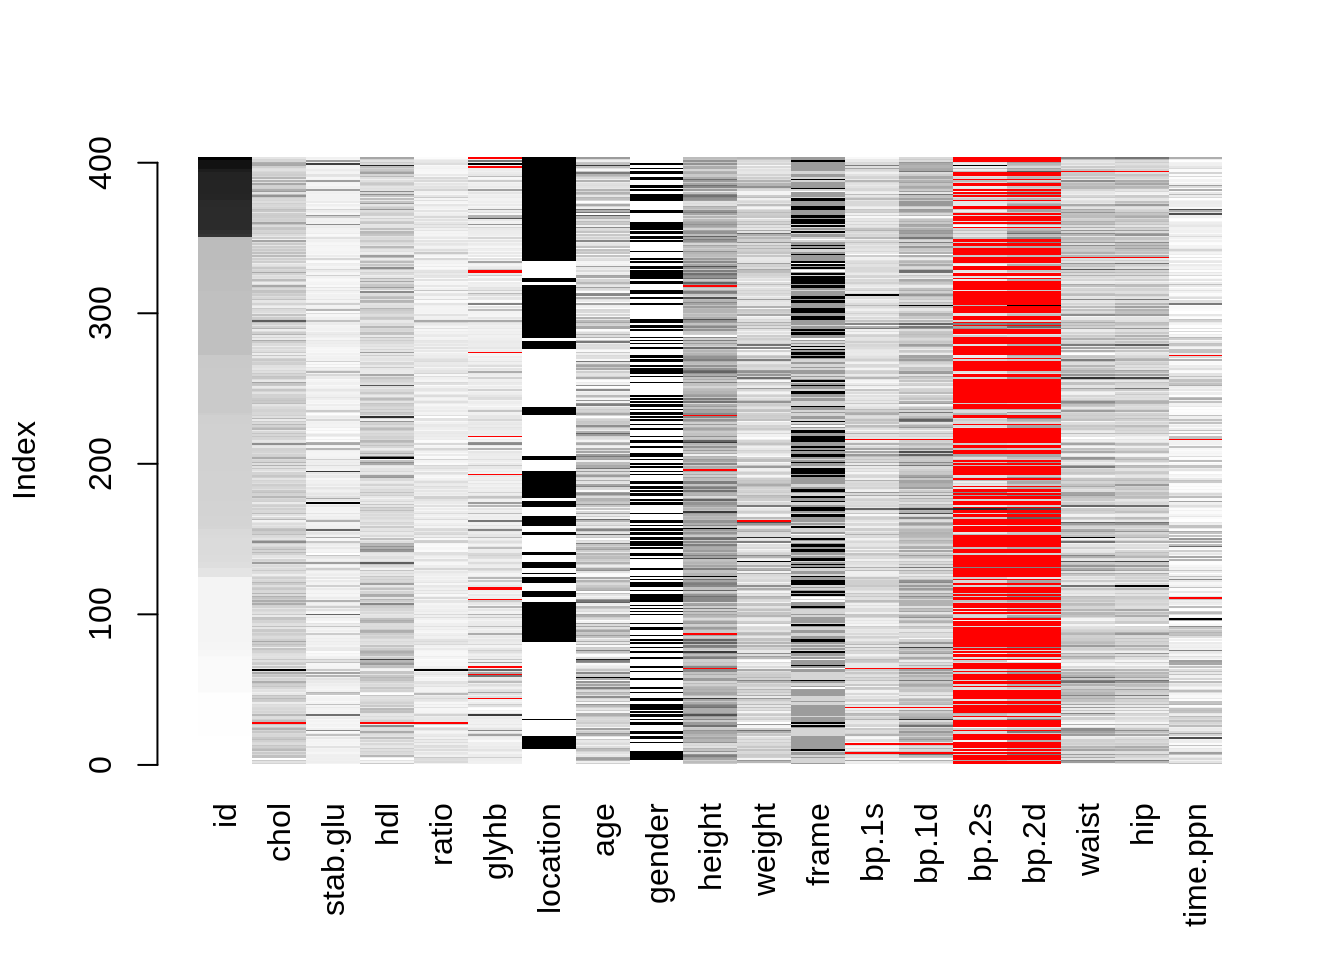 Index
400
300
200
100
0
id
chol
stab.glu
hdl
ratio
glyhb
location
age
gender
height
weight
frame
bp.1s
bp.1d
bp.2s
bp.2d
waist
hip
time.ppn